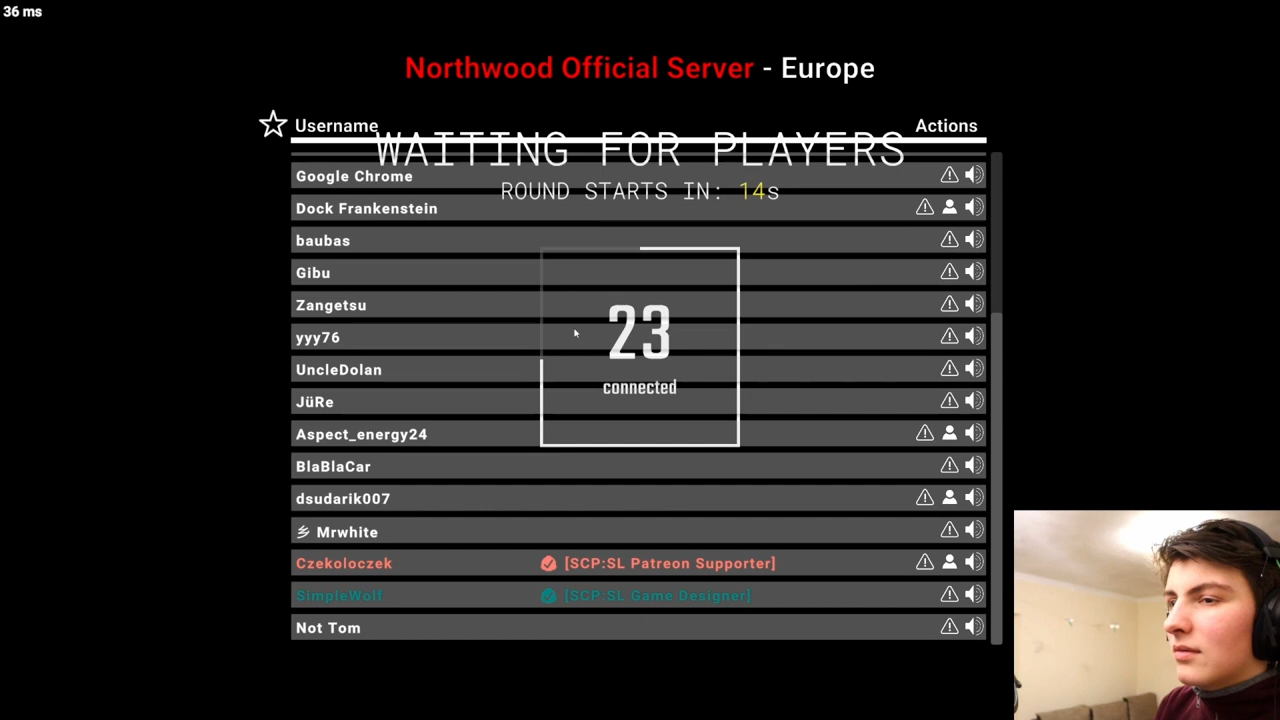 36 ms
Northwood Official Server - Europe
Username
Actions
WAITING FOR PLAYERS
Google Chrome
ROUND STARTS IN: 14s
Dock Frankenstein
baubas
Gibu
Zangetsu
23
yyy76
UncleDolan
connected
JüRe
Aspect_energy24
BlaBlaCar
dsudarik007
乡 Mrwhite
Czekoloczek [SCP:SL Patreon Supporter]
SimpleWolf [SCP:SL Game Designer]
Not Tom